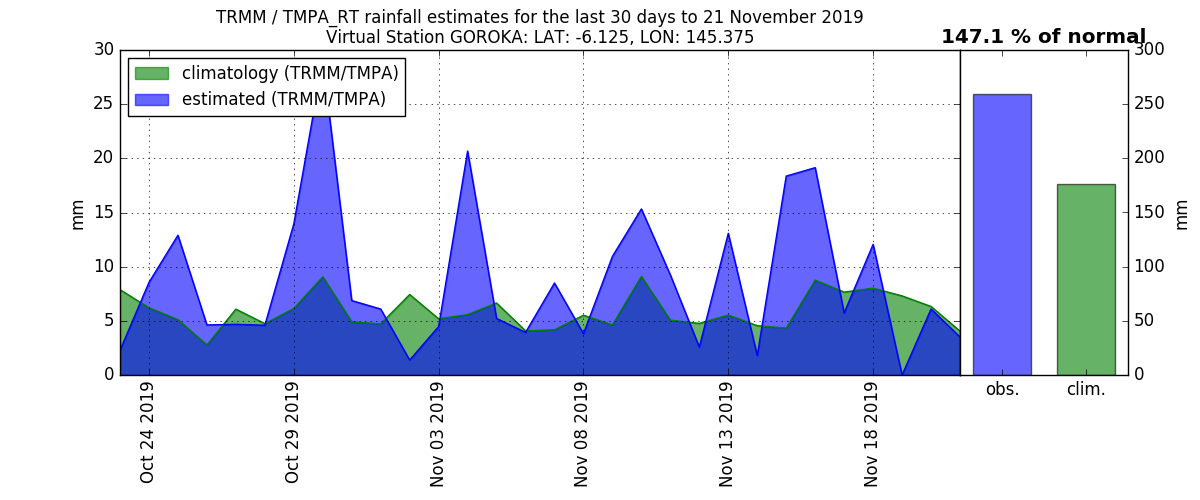 TRMM / TMPA_RT rainfall estimates for the last 30 days to 21 November 2019
Virtual Station GOROKA: LAT: -6.125, LON: 145.375
147.1 % of normal
climatology (TRMM/TMPA)
estimated (TRMM/TMPA)
mm
30
25
20
15
10
5
0
300
250
200
150
100
50
0
mm
Oct 24 2019
Oct 29 2019
Nov 03 2019
Nov 08 2019
Nov 13 2019
Nov 18 2019
obs.
clim.